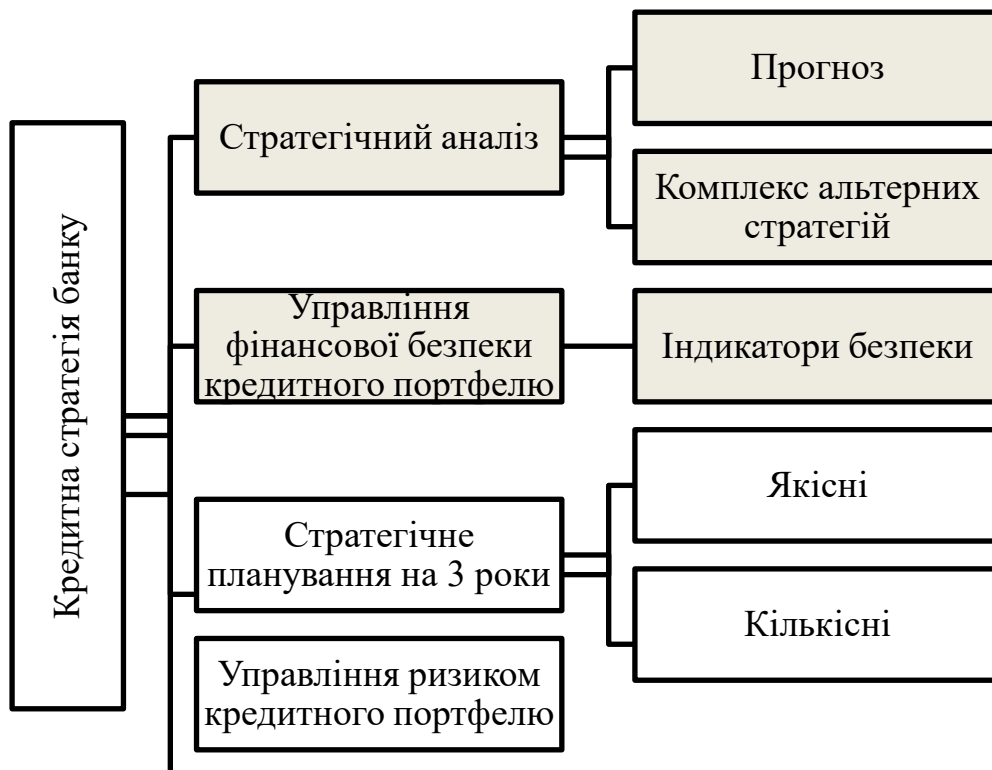 Кредитна стратегія банку
Стратегічний аналіз
Прогноз
Комплекс альтерних
стратегій
Управління
фінансової безпеки
кредитного портфелю
Індикатори безпеки
Стратегічне
планування на 3 роки
Якісні
Кількісні
Управління ризиком
кредитного портфелю